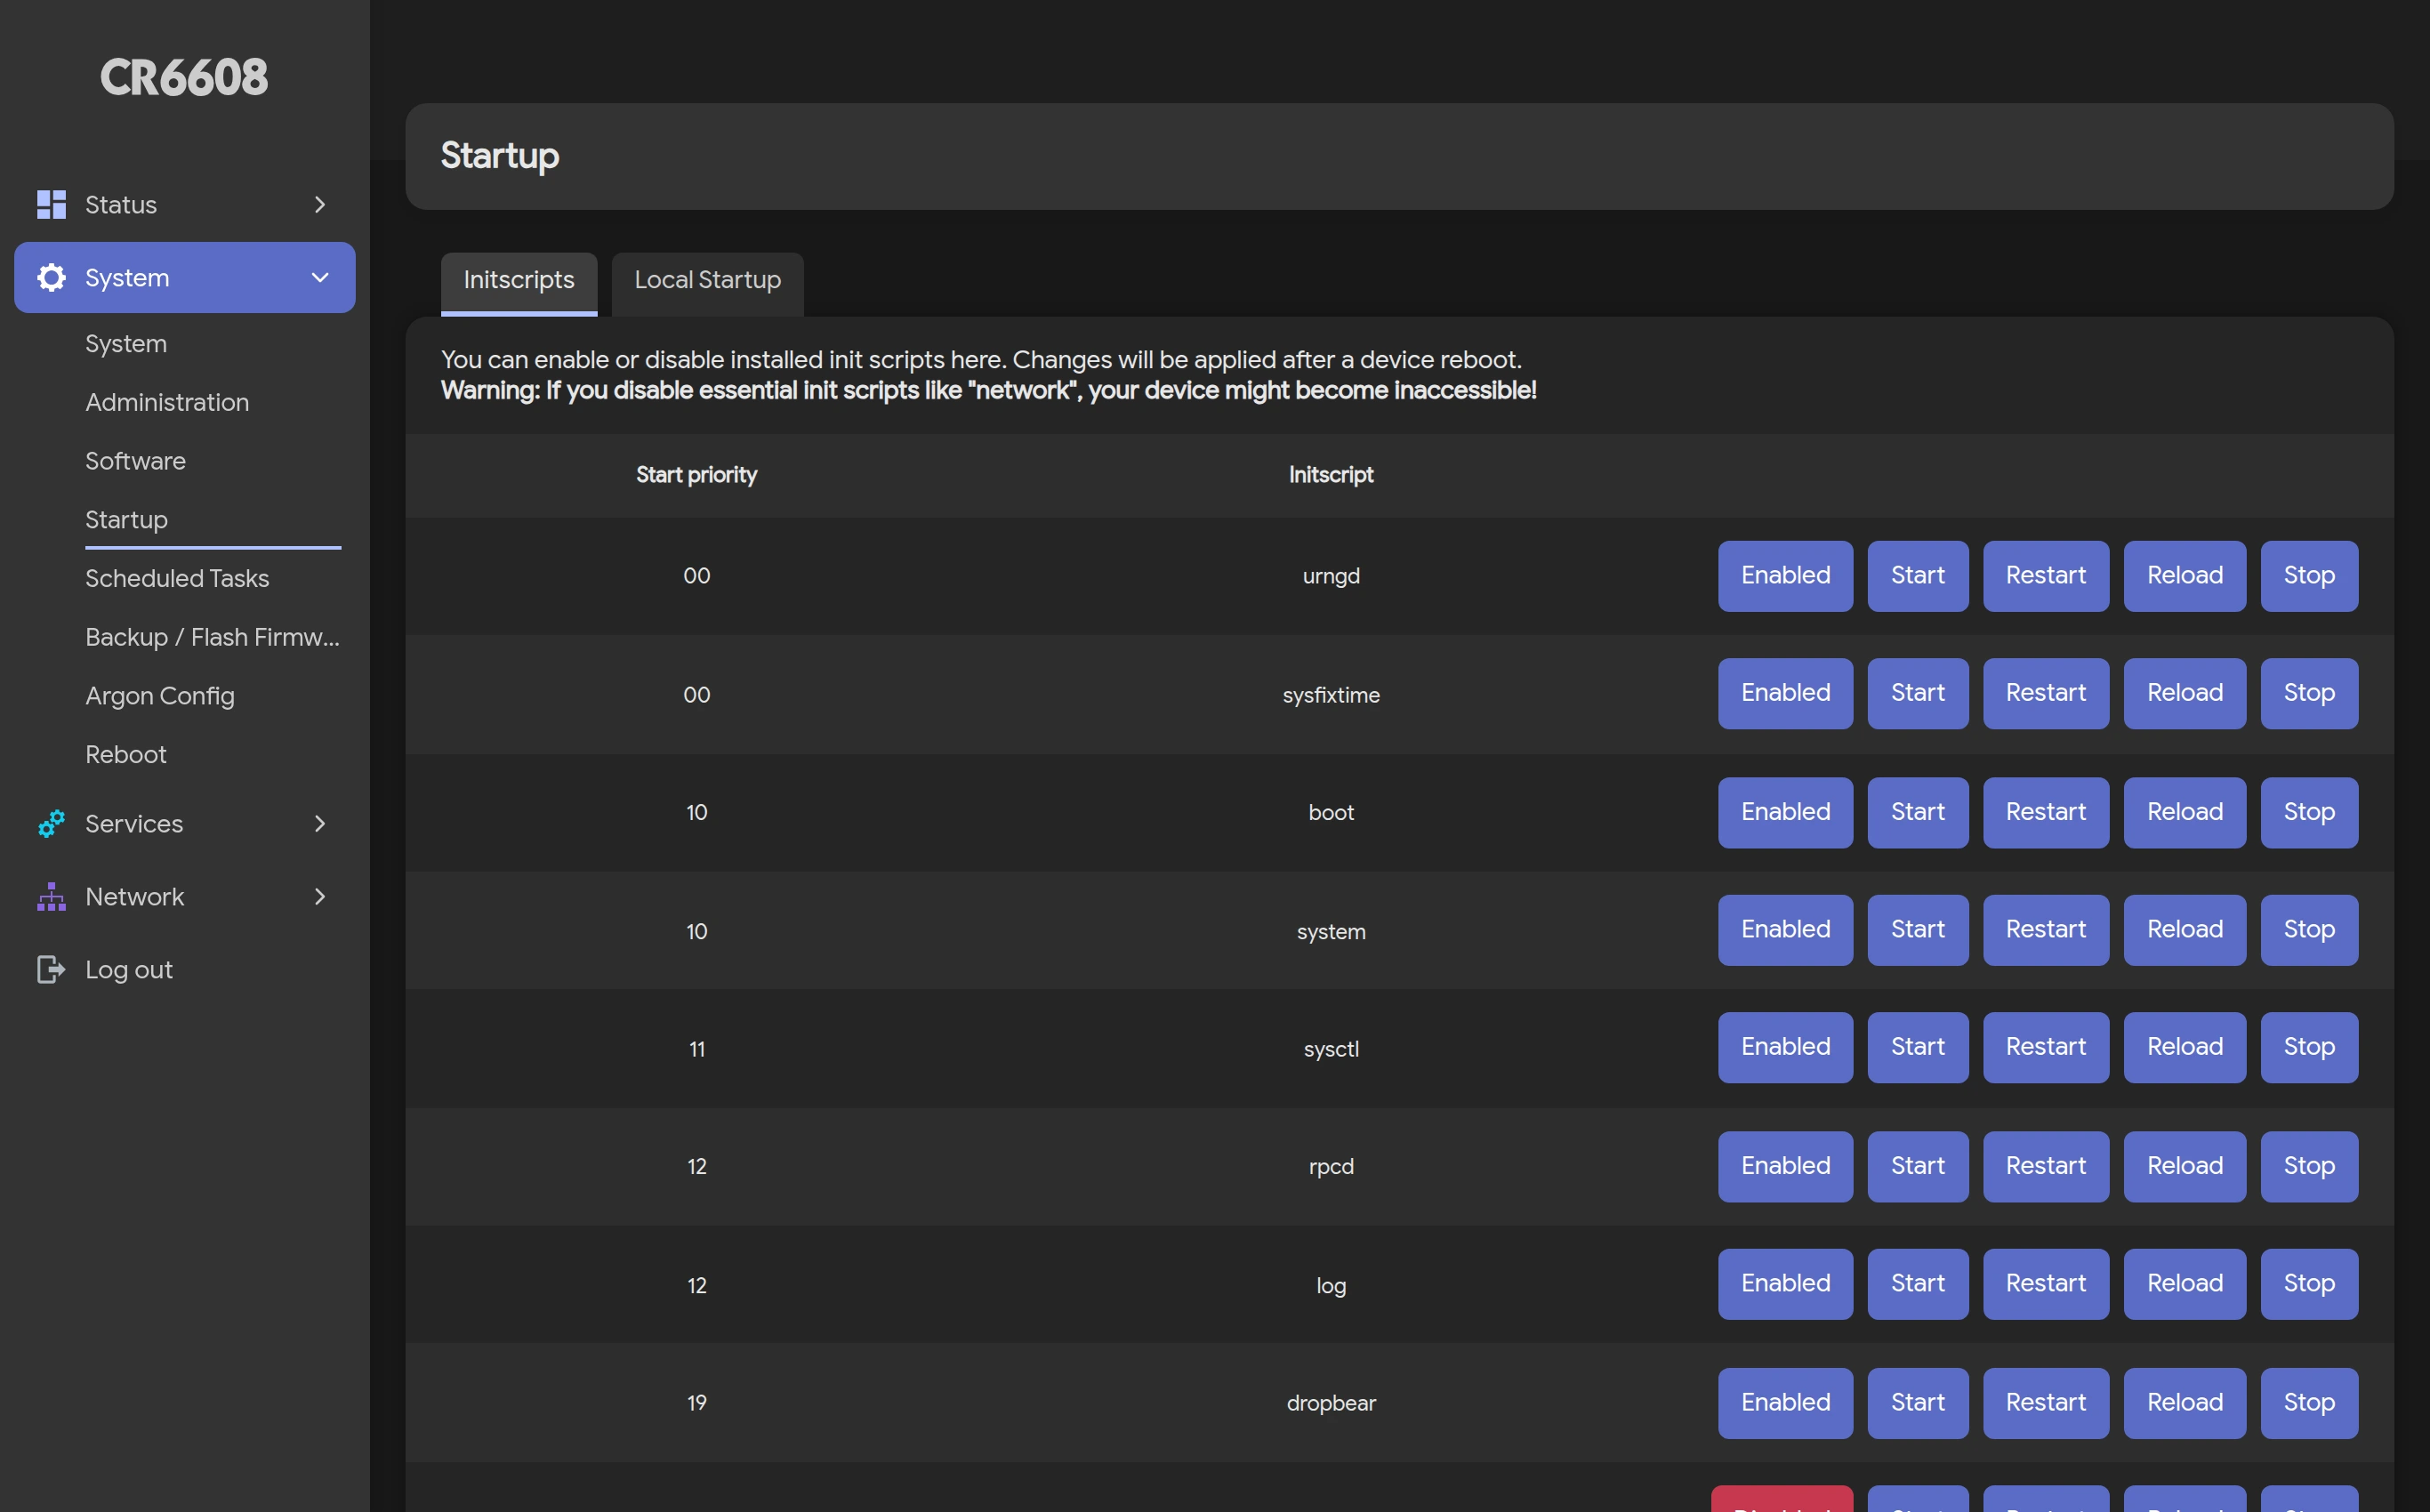 CR6608
Status
System
System
Administration
Software
Startup
Scheduled Tasks
Backup / Flash Firmw...
Argon Config
Reboot
Services
Network
Log out
Startup
Initscripts Local Startup
You can enable or disable installed init scripts here. Changes will be applied after a device reboot.
Warning: If you disable essential init scripts like "network", your device might become inaccessible!
Start priority Initscript
00 urngd Enabled Start Restart Reload Stop
00 sysfixtime Enabled Start Restart Reload Stop
10 boot Enabled Start Restart Reload Stop
10 system Enabled Start Restart Reload Stop
11 sysctl Enabled Start Restart Reload Stop
12 rpcd Enabled Start Restart Reload Stop
12 log Enabled Start Restart Reload Stop
19 dropbear Enabled Start Restart Reload Stop